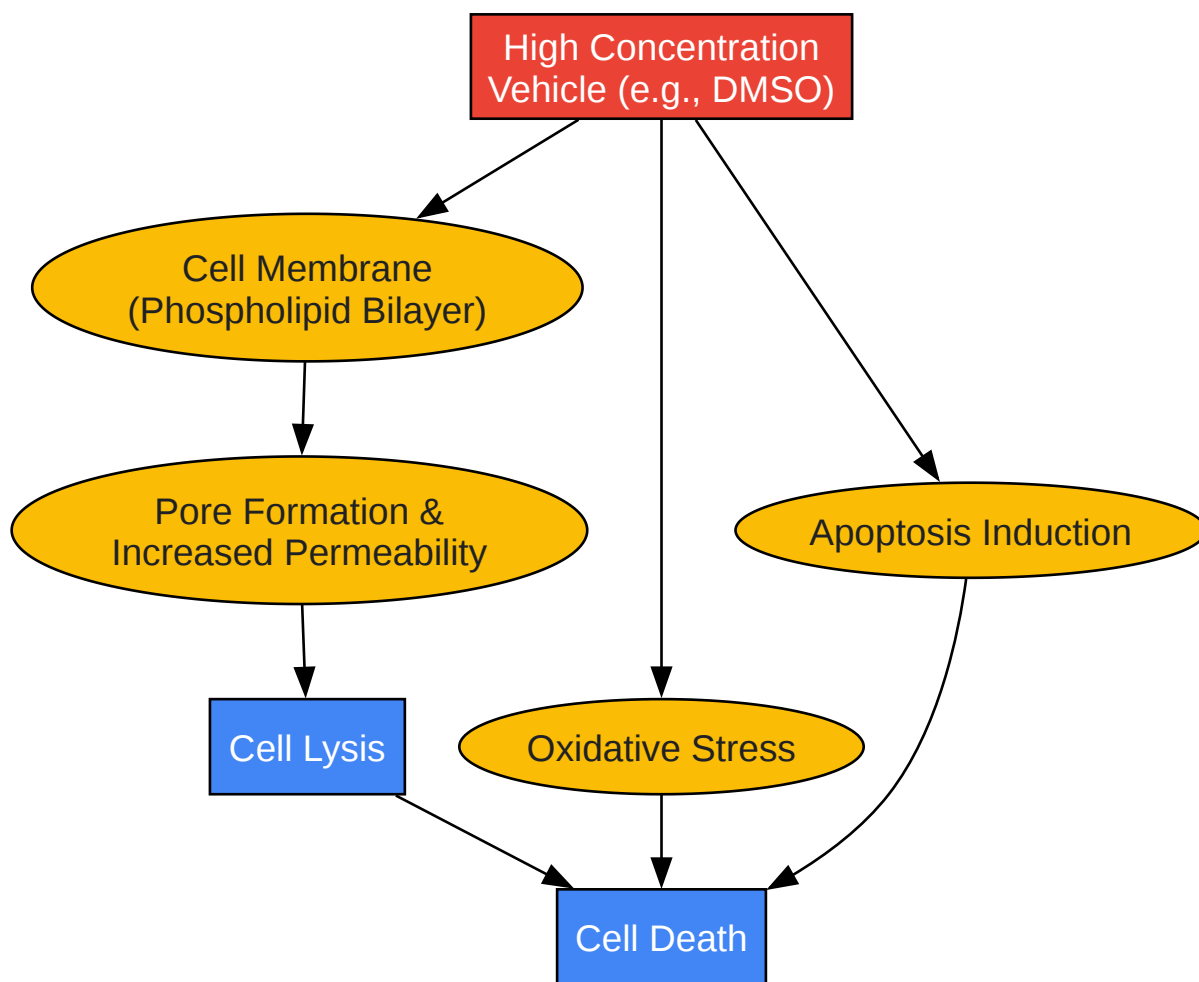 High Concentration
Vehicle (e.g., DMSO)
Cell Membrane
(Phospholipid Bilayer)
Pore Formation &
Increased Permeability
Apoptosis Induction
Cell Lysis
Oxidative Stress
Cell Death